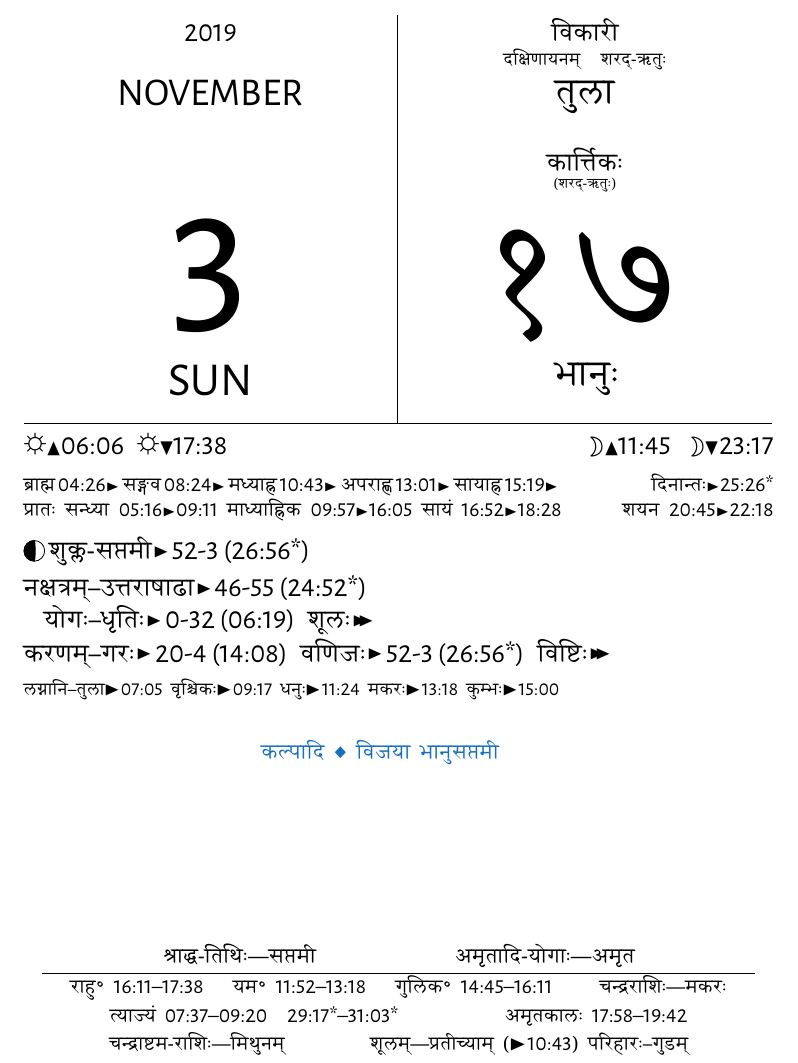 2019
NOVEMBER
3
SUN
विकारी
दक्षिणायनम् शरद्-ऋतुः
तुला
कार्त्तिकः
(शरद्-ऋतुः)
१७
भानुः
☼▲06:06 ☼▼17:38 ☽▲11:45 ☽▼23:17
ब्राह्म04:26► सङ्गव08:24► मध्याह्न10:43► अपराह्ण13:01► सायाह्न15:19► दिनान्तः►25:26*
प्रातः सन्ध्या 05:16►09:11 माध्याह्निक 09:57►16:05 सायं 16:52►18:28 शयन 20:45►22:18
शुक्ल-सप्तमी►52-3 (26:56*)
नक्षत्रम्–उत्तराषाढा►46-55 (24:52*)
योगः–धृतिः►0-32 (06:19) शूलः►►
करणम्–गरः►20-4 (14:08) वणिजः►52-3 (26:56*) विष्टिः►►
लग्नानि–तुला►07:05 वृश्चिकः►09:17 धनुः►11:24 मकरः►13:18 कुम्भः►15:00
कल्पादि ◆ विजया भानुसप्तमी
श्राद्ध-तिथिः—सप्तमी अमृतादि-योगाः—अमृत
राहु॰ 16:11–17:38 यम॰ 11:52–13:18 गुलिक॰ 14:45–16:11 चन्द्रराशिः—मकरः
त्याज्यं 07:37–09:20 29:17*–31:03* अमृतकालः 17:58–19:42
चन्द्राष्टम-राशिः—मिथुनम् शूलम्—प्रतीच्याम् (►10:43) परिहारः–गुडम्